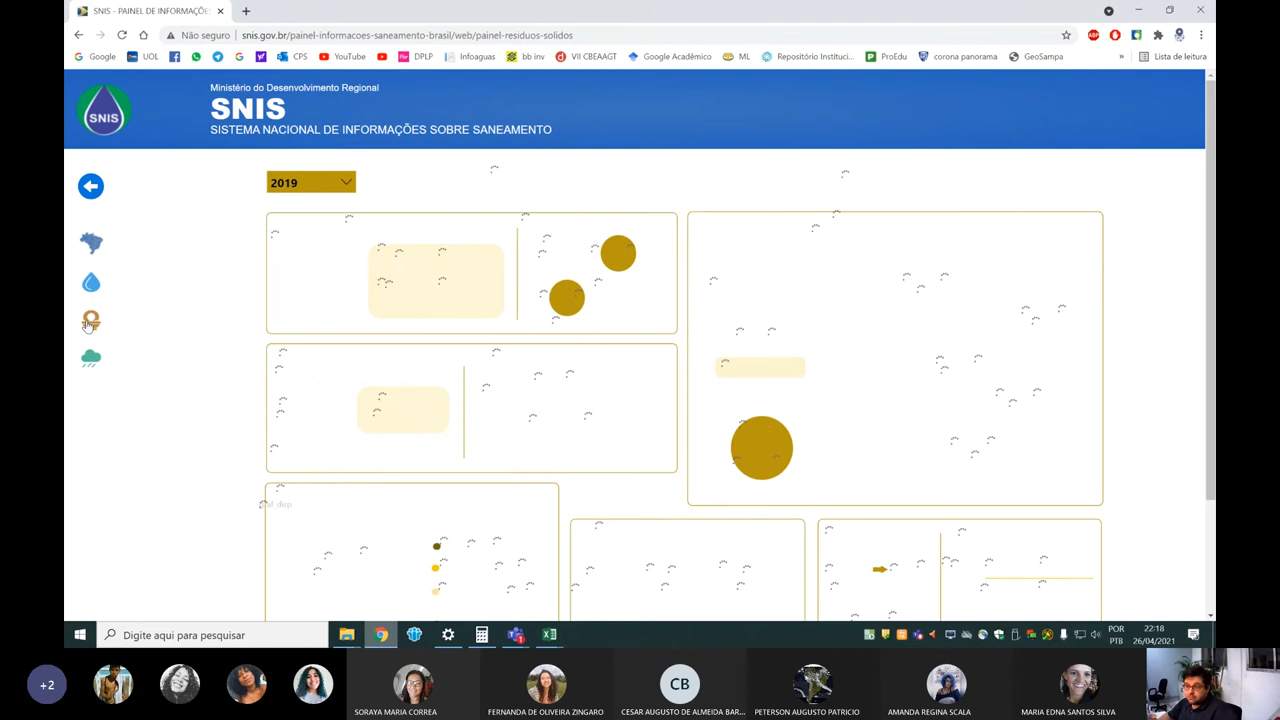 SNIS - PAINEL DE INFORMAÇÕES
Não seguro
snis.gov.br/painel-informacoes-saneamento-brasil/web/painel-residuos-solidos
Google
UOL
CPS
YouTube
DPLP
Infoaguas
bb inv
VII CBEAAGT
Google Acadêmico
ML
Repositório Instituci...
ProEdu
corona panorama
GeoSampa
»
Lista de leitura
Ministério do Desenvolvimento Regional
SNIS
SISTEMA NACIONAL DE INFORMAÇÕES SOBRE SANEAMENTO
SNIS
2019
Digite aqui para pesquisar
POR
PTB
22:18
26/04/2021
+2
SORAYA MARIA CORREA
FERNANDA DE OLIVEIRA ZINGARO
CB
CESAR AUGUSTO DE ALMEIDA BAR...
PETERSON AUGUSTO PATRICIO
AMANDA REGINA SCALA
MARIA EDNA SANTOS SILVA